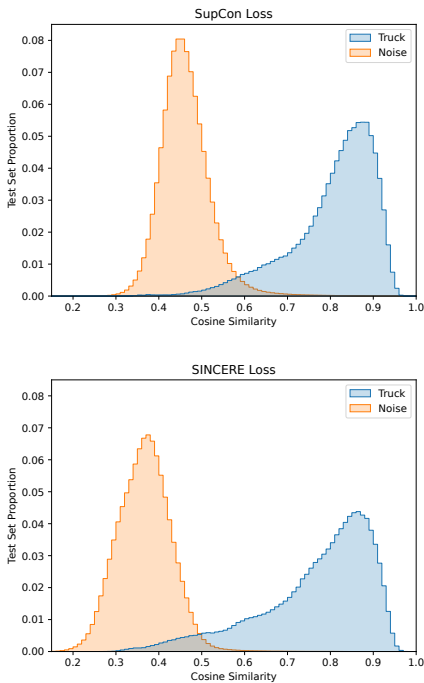 SupCon Loss
0.08
0.07
0.06
0.05
0.04
0.03
0.02
0.01
0.00
Test Set Proportion
Truck
Noise
0.2 0.3 0.4 0.5 0.6 0.7 0.8 0.9 1.0
Cosine Similarity
SINCERE Loss
0.08
0.07
0.06
0.05
0.04
0.03
0.02
0.01
0.00
Test Set Proportion
Truck
Noise
0.2 0.3 0.4 0.5 0.6 0.7 0.8 0.9 1.0
Cosine Similarity